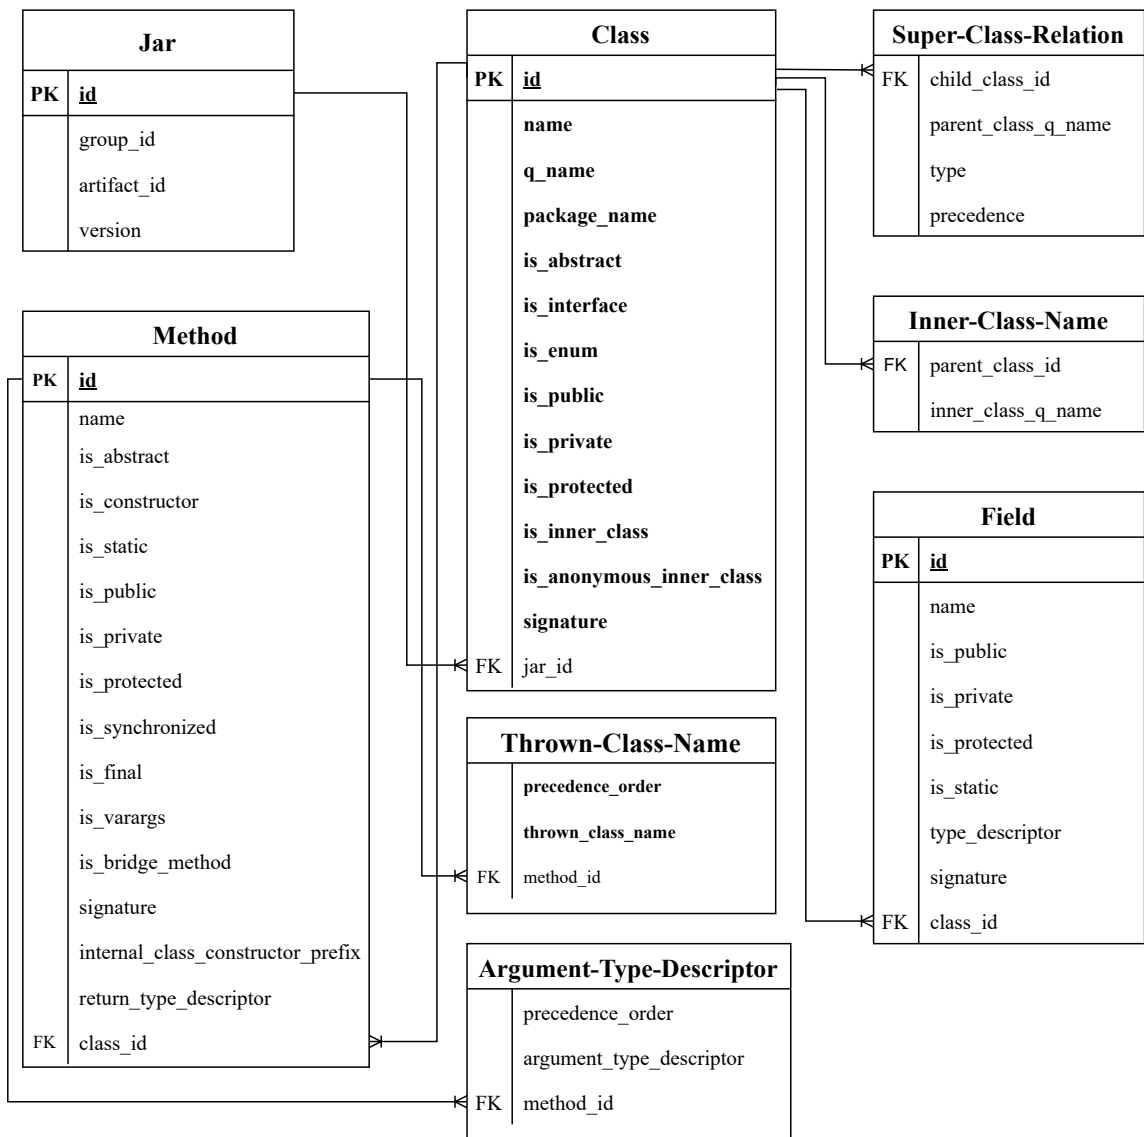 Jar
PK id
group_id
artifact_id
version
Class
PK id
name
q_name
package_name
is_abstract
is_interface
is_enum
is_public
is_private
is_protected
is_inner_class
is_anonymous_inner_class
signature
FK jar_id
Super-Class-Relation
FK child_class_id
parent_class_q_name
type
precedence
Inner-Class-Name
FK parent_class_id
inner_class_q_name
Method
PK id
name
is_abstract
is_constructor
is_static
is_public
is_private
is_protected
is_synchronized
is_final
is_varargs
is_bridge_method
signature
internal_class_constructor_prefix
return_type_descriptor
FK class_id
Field
PK id
name
is_public
is_private
is_protected
is_static
type_descriptor
signature
FK class_id
Thrown-Class-Name
precedence_order
thrown_class_name
FK method_id
Argument-Type-Descriptor
precedence_order
argument_type_descriptor
FK method_id